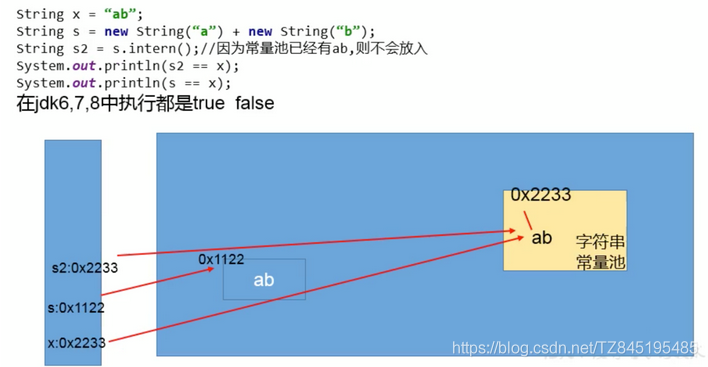 String x = “ab”;
String s = new String(“a”) + new String(“b”);
String s2 = s.intern();//因为常量池已经有ab,则不会放入
System.out.println(s2 == x);
System.out.println(s == x);
在jdk6,7,8中执行都是true false
0x2233
ab
字符串
常量池
0x1122
ab
s2:0x2233
s:0x1122
x:0x2233
https://blog.csdn.net/TZ845195485